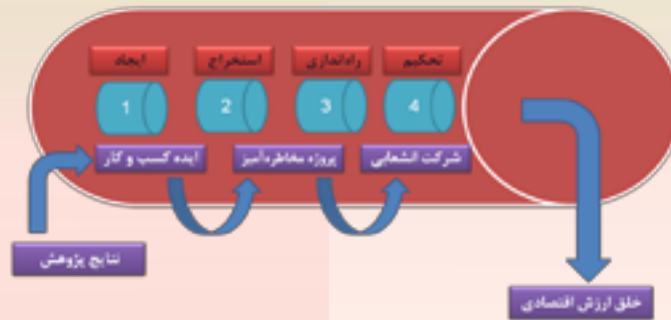 ایجاد
استخراج
راه‌اندازی
تحکیم
1
2
3
4
ایده کسب و کار
پروژه مخاطره‌آمیز
شرکت انشعابی
نتایج پژوهش
خلق ارزش اقتصادی